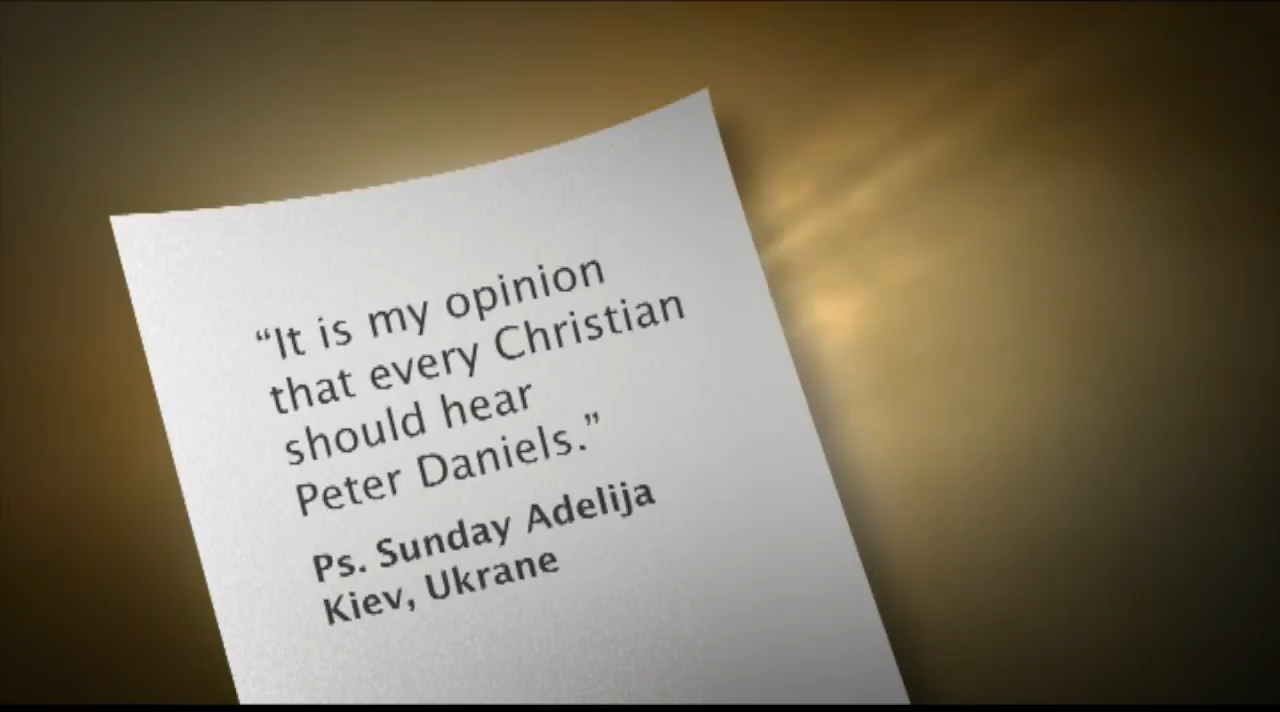 “It is my opinion
that every Christian
should hear
Peter Daniels.”
Ps. Sunday Adelija
Kiev, Ukrane